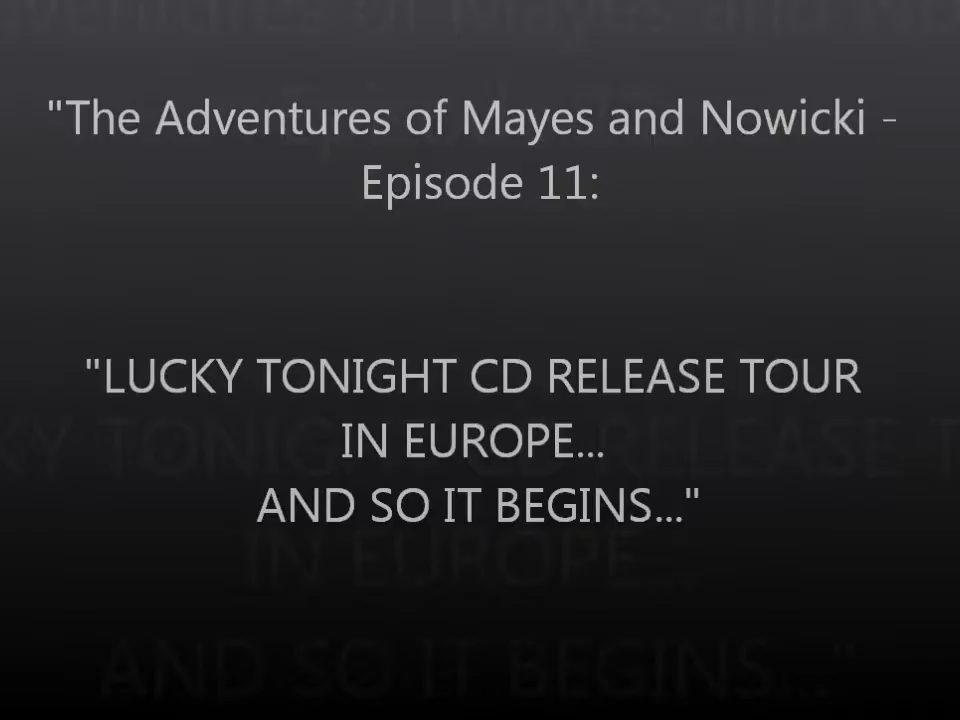 "The Adventures of Mayes and Nowicki -
Episode 11:
"LUCKY TONIGHT CD RELEASE TOUR
IN EUROPE...
AND SO IT BEGINS..."